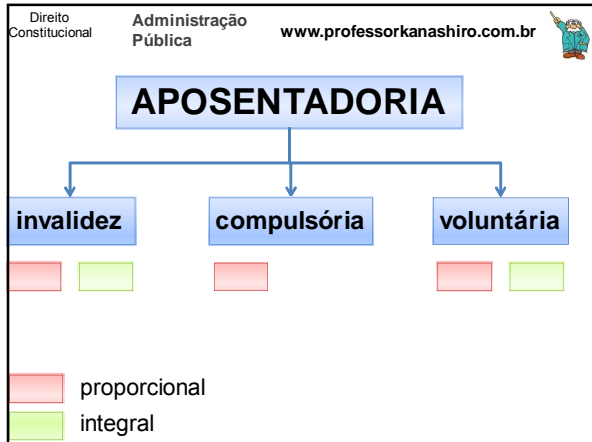 Direito
Constitucional
Administração
Pública
www.professorkanashiro.com.br
APOSENTADORIA
invalidez
compulsória
voluntária
proporcional
integral